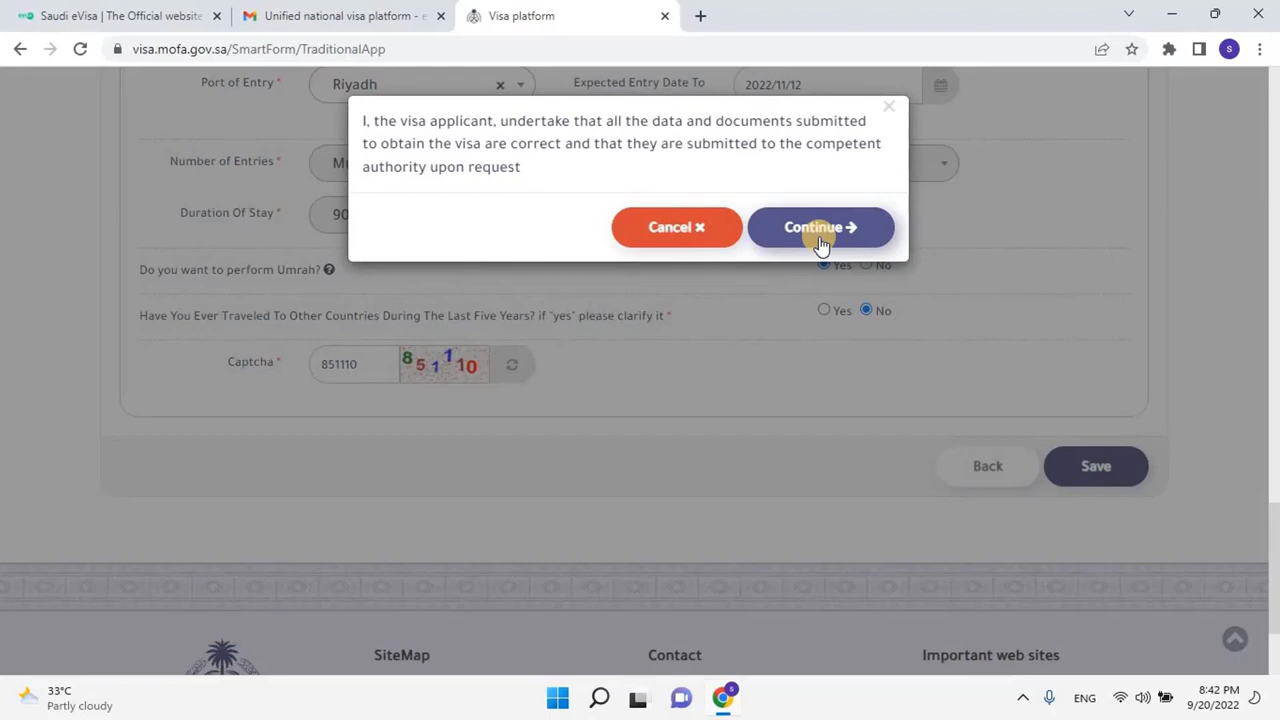 Saudi eVisa | The Official website
Unified national visa platform - e
Visa platform
visa.mofa.gov.sa/SmartForm/TraditionalApp
S
Port of Entry *
Riyadh
Expected Entry Date To
2022/11/12
I, the visa applicant, undertake that all the data and documents submitted
to obtain the visa are correct and that they are submitted to the competent
authority upon request
Number of Entries *
Mu
Duration Of Stay *
90
Cancel ×
Continue →
Do you want to perform Umrah?
Yes No
Have You Ever Traveled To Other Countries During The Last Five Years? if "yes" please clarify it *
Yes No
Captcha *
851110
851110
Back
Save
SiteMap
Contact
Important web sites
33°C
Partly cloudy
ENG
8:42 PM
9/20/2022